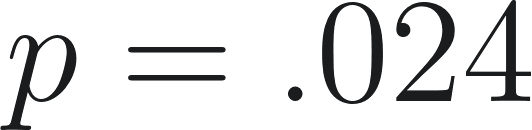 p = .024